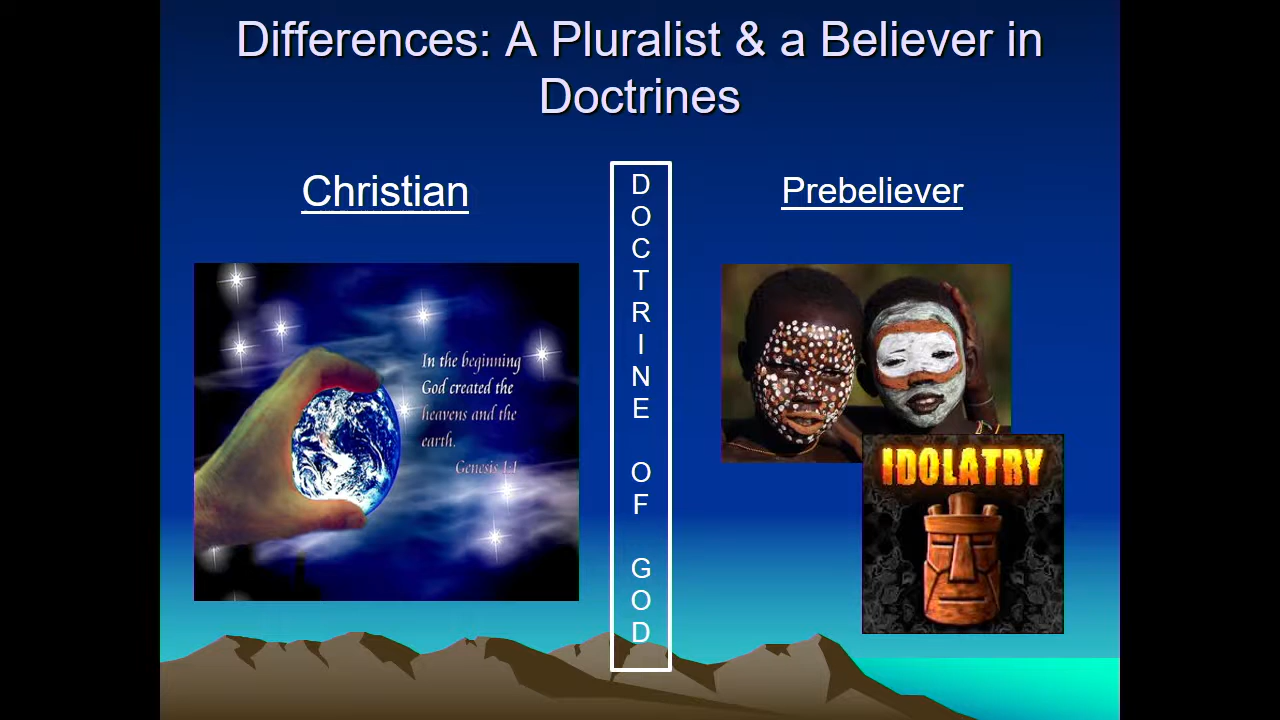 Differences: A Pluralist & a Believer in
Doctrines
Christian
D
O
C
T
R
I
N
E
O
F
G
O
D
Prebeliever
In the beginning
God created the
heavens and the
earth.
Genesis 1:1
IDOLATRY